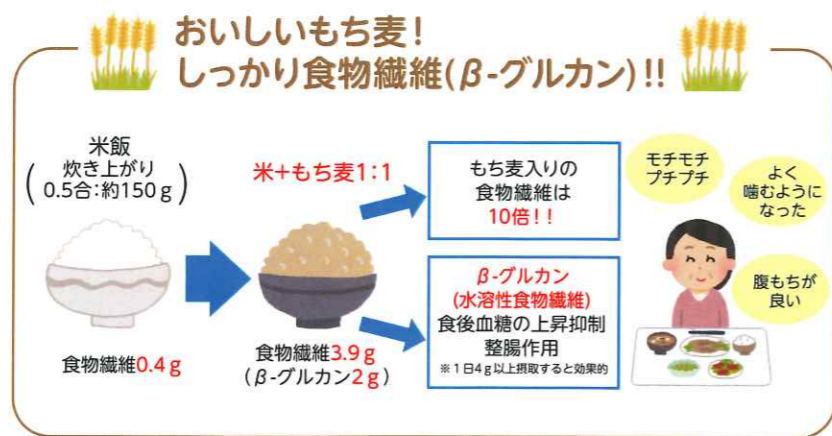 おいしいもち麦!
しっかり食物繊維(β-グルカン)!!
米飯
炊き上がり
0.5合:約150g
食物繊維0.4g
米+もち麦1:1
食物繊維3.9g
(β-グルカン2g)
もち麦入りの
食物繊維は
10倍!!
β-グルカン
(水溶性食物繊維)
食後血糖の上昇抑制
整腸作用
※1日4g以上摂取すると効果的
モチモチ
プチプチ
よく
噛むように
なった
腹もちが
良い